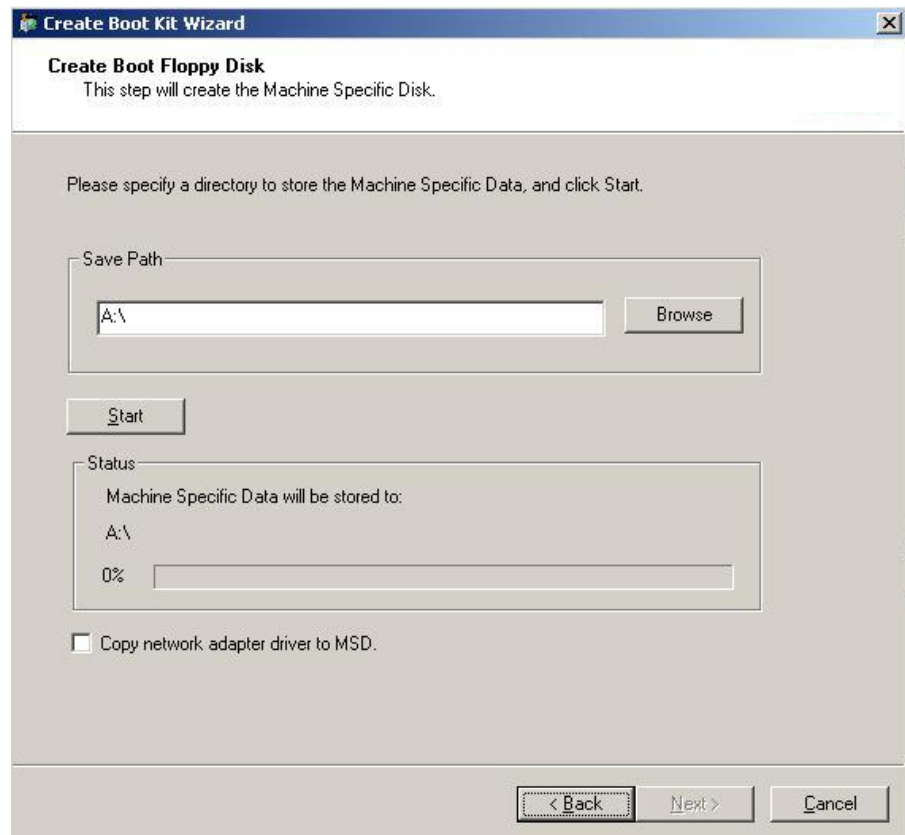 Create Boot Kit Wizard
Create Boot Floppy Disk
This step will create the Machine Specific Disk.
Please specify a directory to store the Machine Specific Data, and click Start.
Save Path
A:\
Browse
Start
Status
Machine Specific Data will be stored to:
A:\
0%
Copy network adapter driver to MSD.
< Back
Next >
Cancel